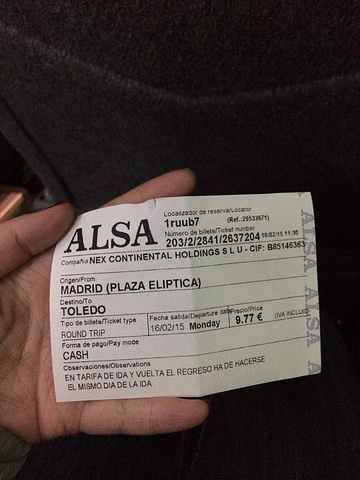 ALSA
Localizador de reserva/Locator
1ruub7 (Ref.:29533671)
Número de billete/Ticket number
203/2/2841/2637204 16/02/15 11:30
Compañía NEX CONTINENTAL HOLDINGS S L U - CIF: B85146363
Origen/From
MADRID (PLAZA ELIPTICA)
Destino/To
TOLEDO
Tipo de billete/Ticket type Fecha salida/Departure date Precio/Price
ROUND TRIP 16/02/15 Monday 9.77 € (IVA INCLUID
Forma de pago/Pay mode
CASH
Observaciones/Observations
EN TARIFA DE IDA Y VUELTA EL REGRESO HA DE HACERSE
EL MISMO DIA DE LA IDA
ALSA ALSA A